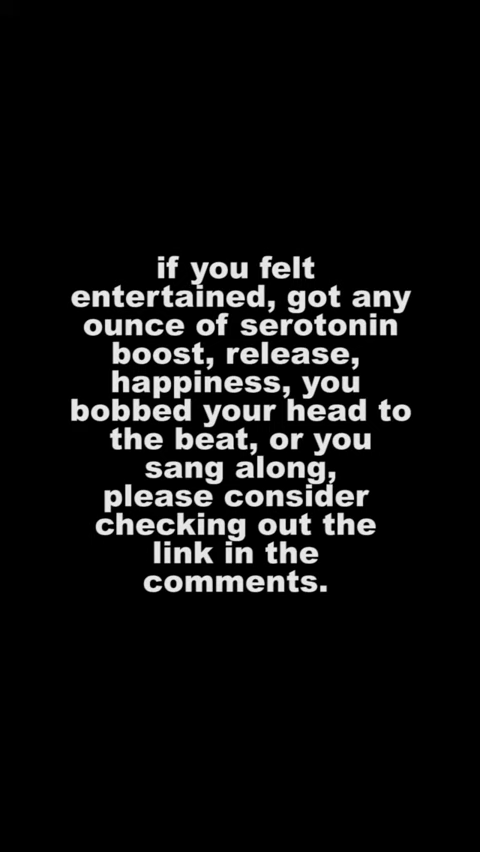 if you felt
entertained, got any
ounce of serotonin
boost, release,
happiness, you
bobbed your head to
the beat, or you
sang along,
please consider
checking out the
link in the
comments.